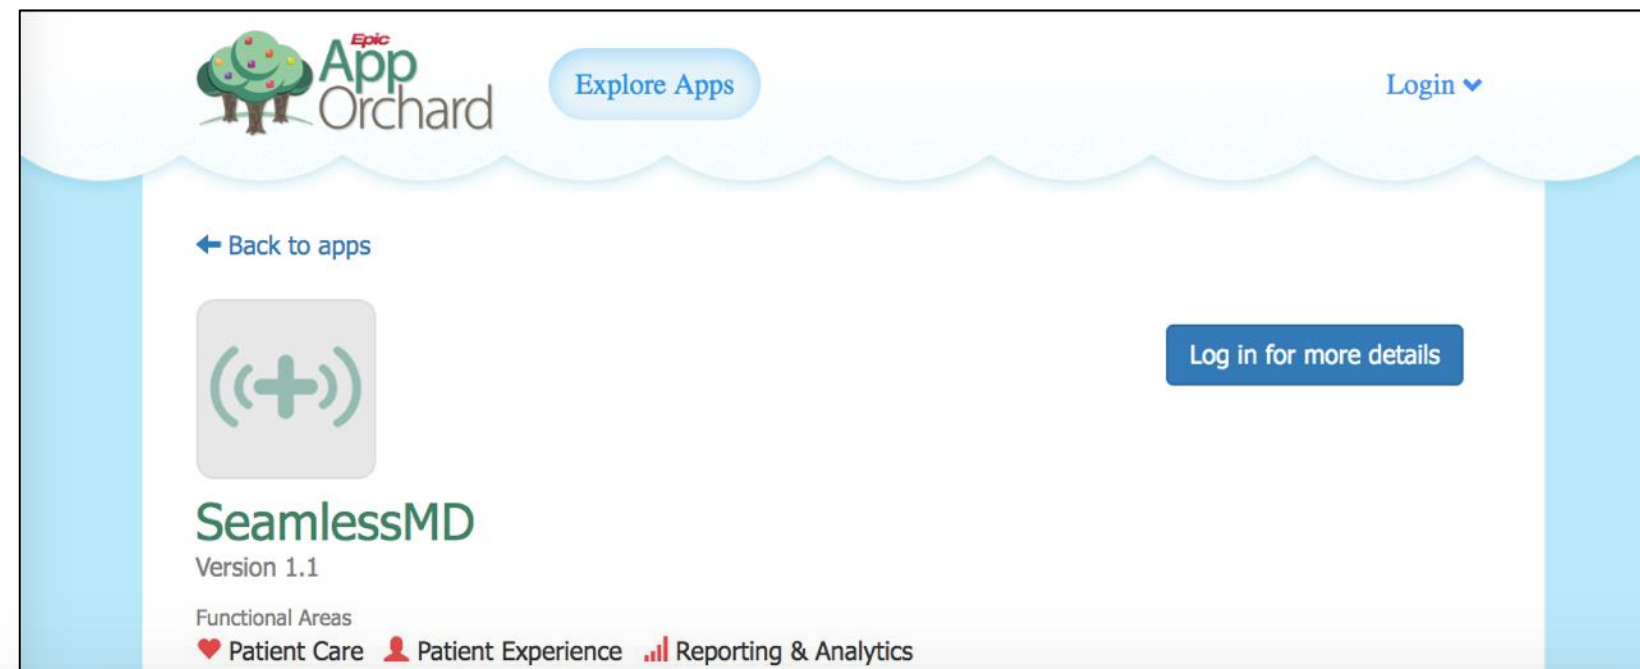 Epic
App
Orchard
Explore Apps
Login
Back to apps
Log in for more details
SeamlessMD
Version 1.1
Functional Areas
Patient Care Patient Experience Reporting & Analytics